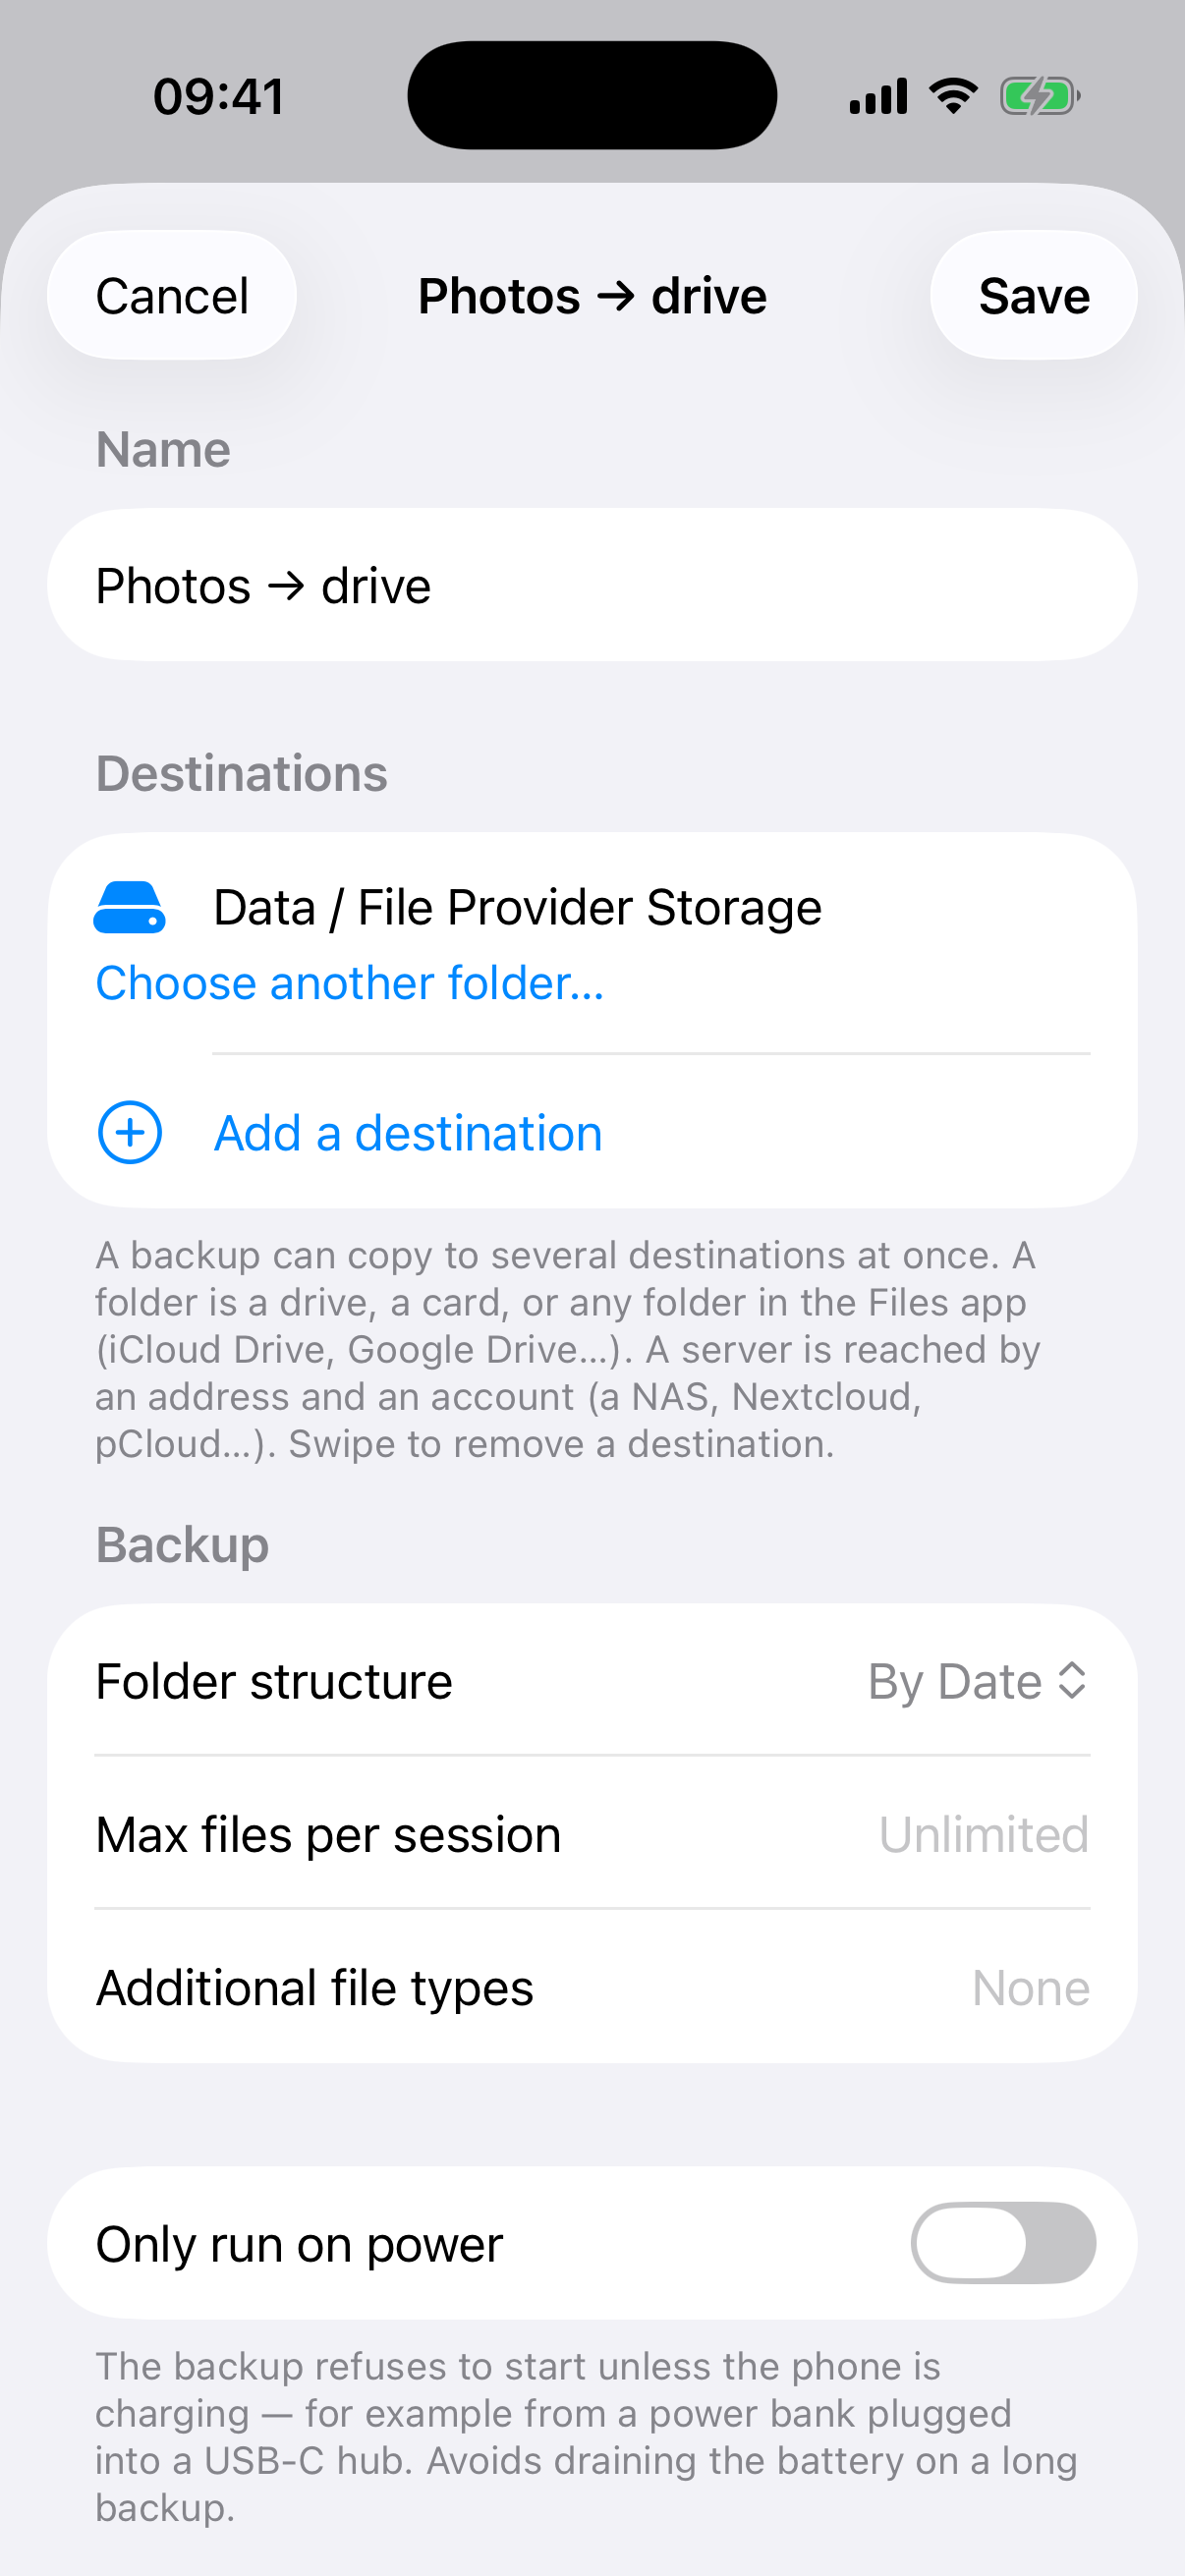 09:41
Cancel
Photos → drive
Save
Name
Photos → drive
Destinations
Data / File Provider Storage
Choose another folder...
Add a destination
A backup can copy to several destinations at once. A
folder is a drive, a card, or any folder in the Files app
(iCloud Drive, Google Drive...). A server is reached by
an address and an account (a NAS, Nextcloud,
pCloud...). Swipe to remove a destination.
Backup
Folder structure By Date
Max files per session Unlimited
Additional file types None
Only run on power
The backup refuses to start unless the phone is
charging — for example from a power bank plugged
into a USB-C hub. Avoids draining the battery on a long
backup.